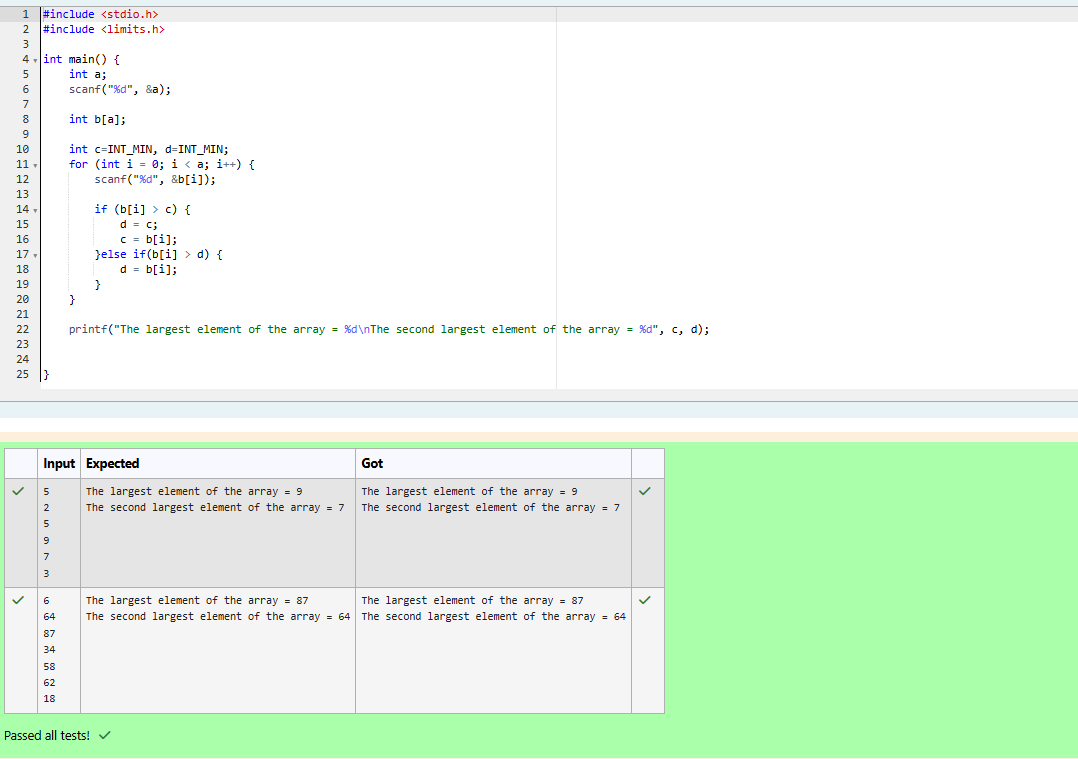 1 #include <stdio.h>
2 #include <limits.h>
3
4 int main() {
5     int a;
6     scanf("%d", &a);
7
8     int b[a];
9
10     int c=INT_MIN, d=INT_MIN;
11     for (int i = 0; i < a; i++) {
12         scanf("%d", &b[i]);
13
14         if (b[i] > c) {
15             d = c;
16             c = b[i];
17         }else if(b[i] > d) {
18             d = b[i];
19         }
20     }
21
22     printf("The largest element of the array = %d\nThe second largest element of the array = %d", c, d);
23
24
25 }
Input Expected Got
5 The largest element of the array = 9 The largest element of the array = 9
2 The second largest element of the array = 7 The second largest element of the array = 7
5
9
7
3
6 The largest element of the array = 87 The largest element of the array = 87
64 The second largest element of the array = 64 The second largest element of the array = 64
87
34
58
62
18
Passed all tests!